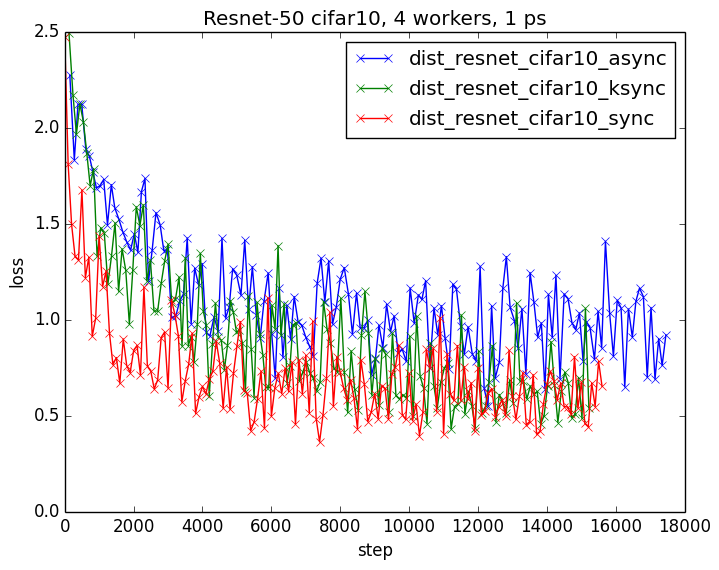 Resnet-50 cifar10, 4 workers, 1 ps
dist_resnet_cifar10_async
dist_resnet_cifar10_ksync
dist_resnet_cifar10_sync
2.5
2.0
1.5
1.0
0.5
0.0
loss
0 2000 4000 6000 8000 10000 12000 14000 16000 18000
step